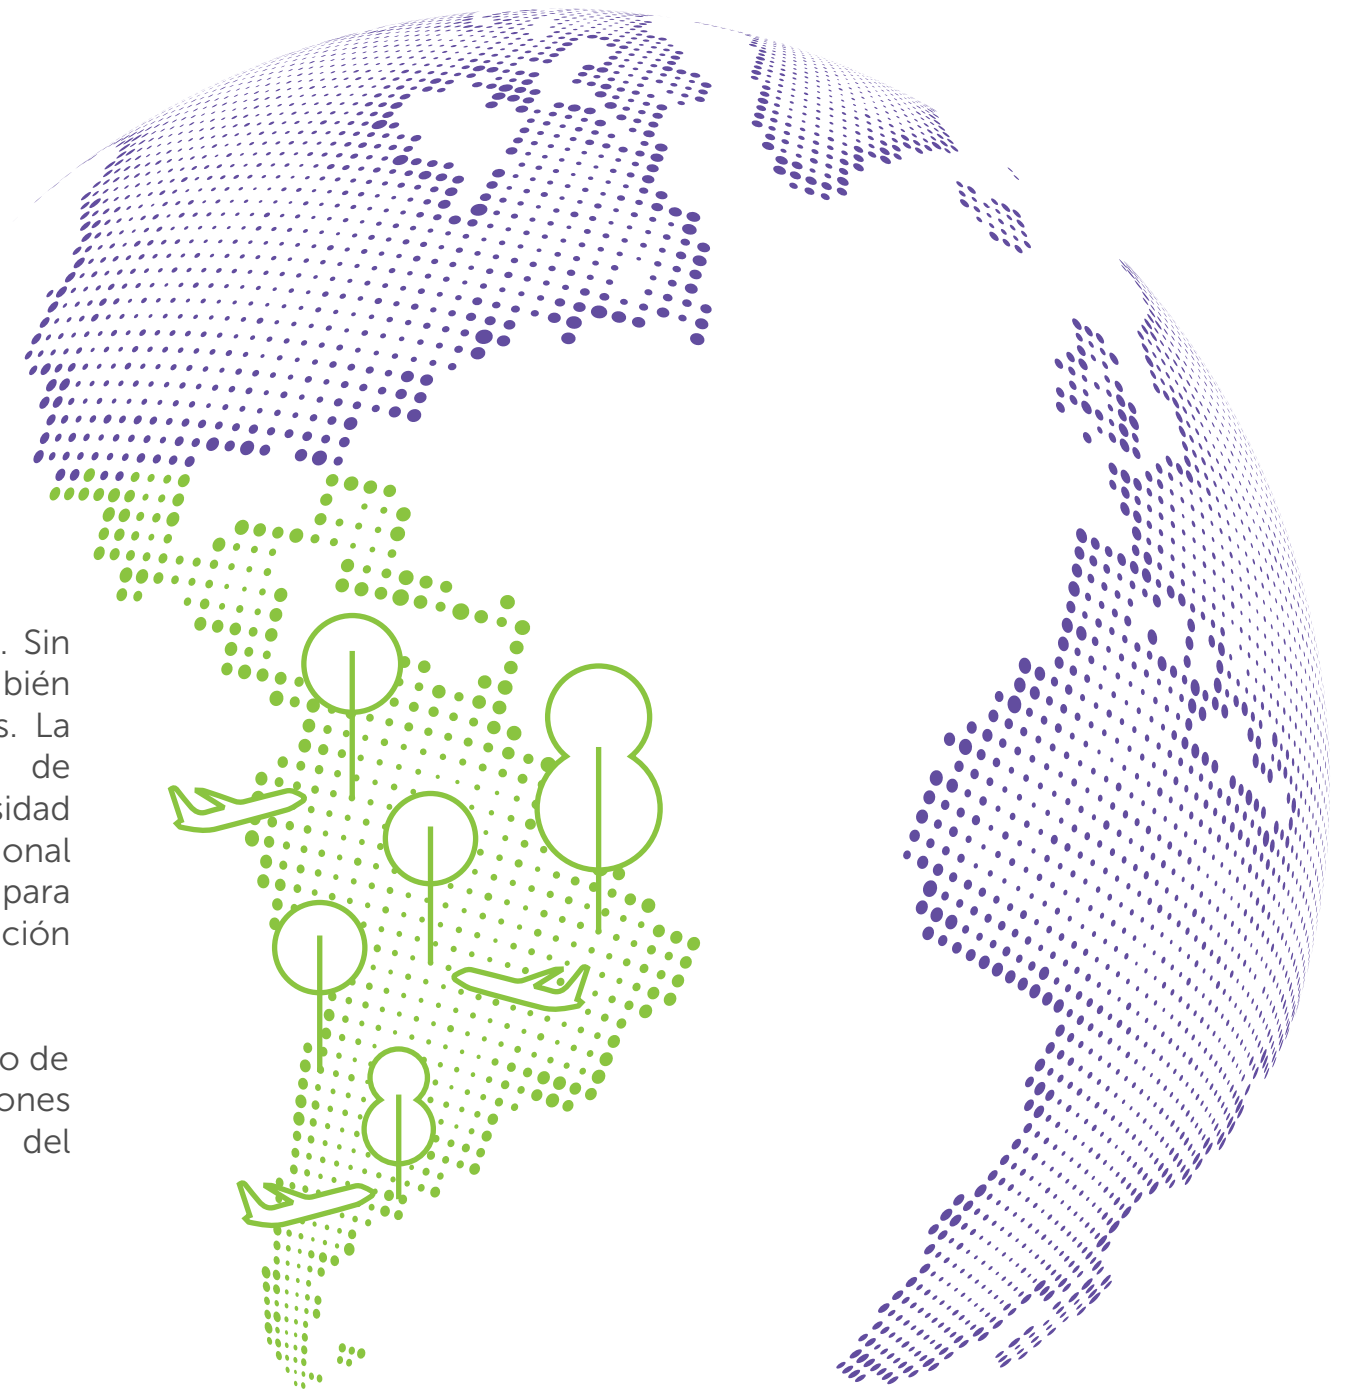 . Sin
bién
s. La
de
sidad
onal
para
ción
o de
ones
del